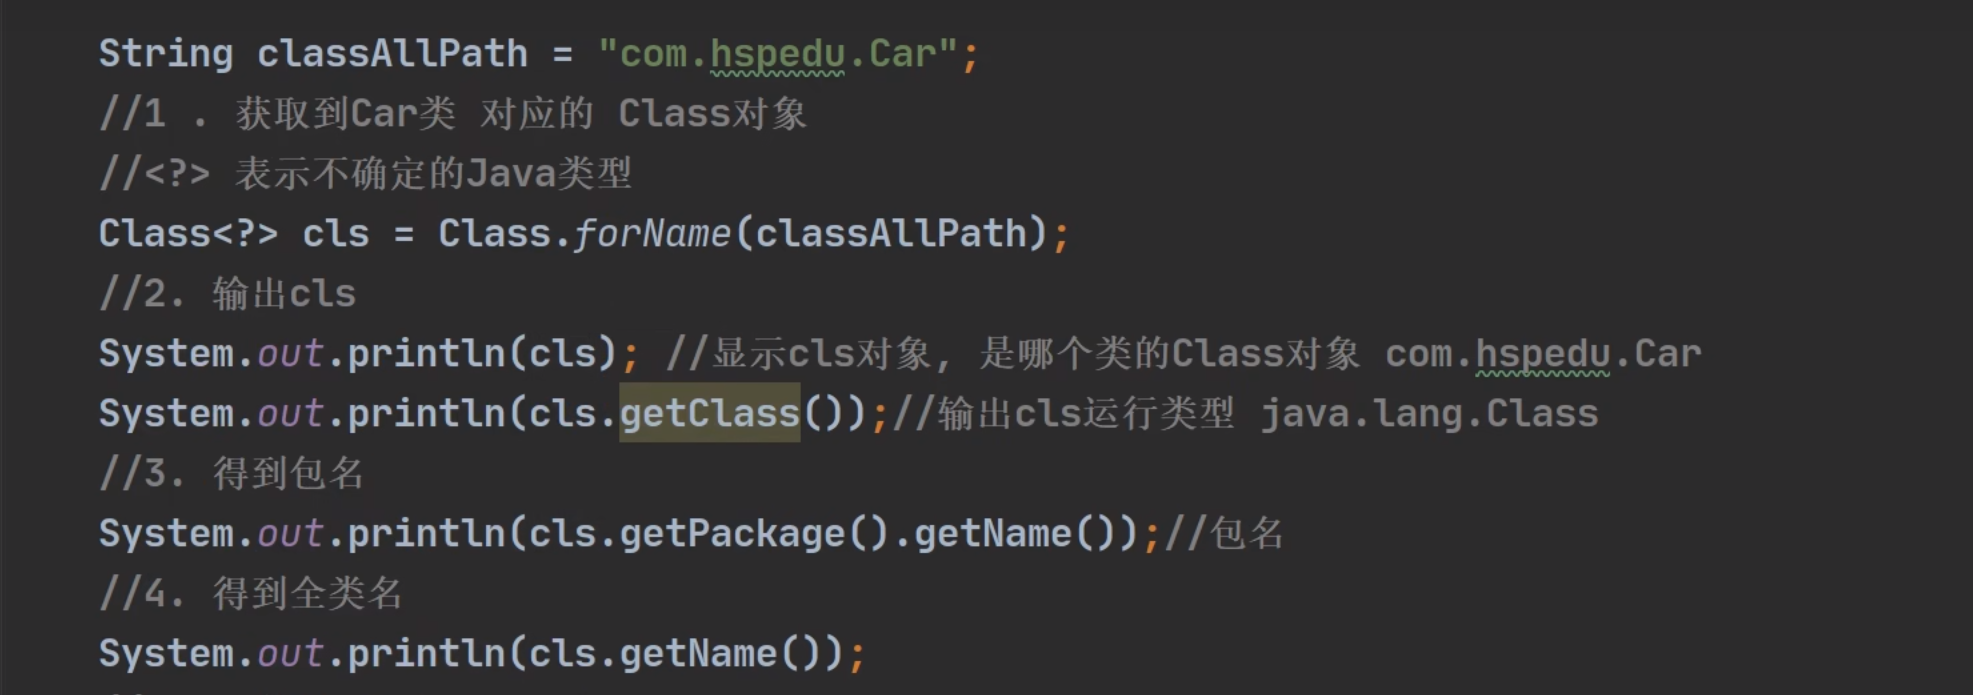 String classAllPath = "com.hspedu.Car";
//1 . 获取到Car类 对应的 Class对象
//<?> 表示不确定的Java类型
Class<?> cls = Class.forName(classAllPath);
//2. 输出cls
System.out.println(cls); //显示cls对象, 是哪个类的Class对象 com.hspedu.Car
System.out.println(cls.getClass());//输出cls运行类型 java.lang.Class
//3. 得到包名
System.out.println(cls.getPackage().getName());//包名
//4. 得到全类名
System.out.println(cls.getName());